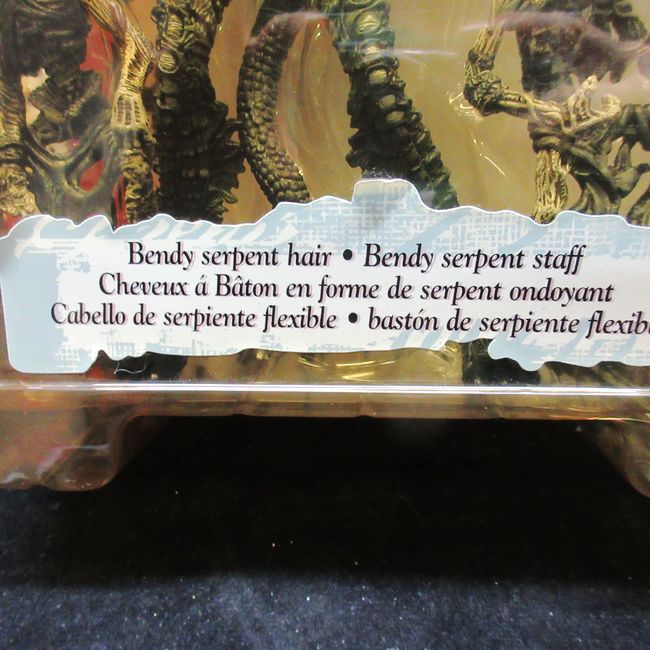 Bendy serpent hair • Bendy serpent staff
Cheveux á Bâton en forme de serpent ondoyant
Cabello de serpiente flexible • bastón de serpiente flexibl